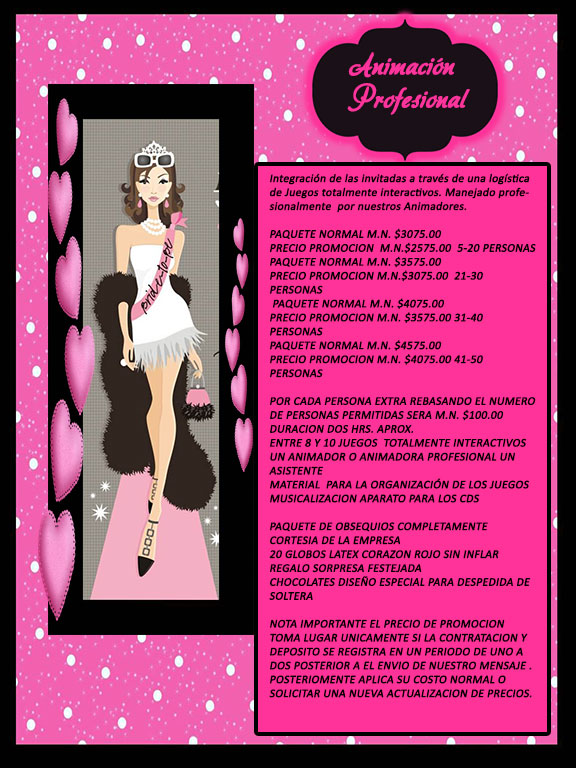 Animación
Profesional
Integración de las invitadas a través de una logística
de Juegos totalmente interactivos. Manejado profe-
sionalmente por nuestros Animadores.
PAQUETE NORMAL M.N. $3075.00
PRECIO PROMOCION M.N.$2575.00 5-20 PERSONAS
PAQUETE NORMAL M.N. $3575.00
PRECIO PROMOCION M.N.$3075.00 21-30
PERSONAS
PAQUETE NORMAL M.N. $4075.00
PRECIO PROMOCION M.N. $3575.00 31-40
PERSONAS
PAQUETE NORMAL M.N. $4575.00
PRECIO PROMOCION M.N. $4075.00 41-50
PERSONAS
POR CADA PERSONA EXTRA REBASANDO EL NUMERO
DE PERSONAS PERMITIDAS SERA M.N. $100.00
DURACION DOS HRS. APROX.
ENTRE 8 Y 10 JUEGOS TOTALMENTE INTERACTIVOS
UN ANIMADOR O ANIMADORA PROFESIONAL UN
ASISTENTE
MATERIAL PARA LA ORGANIZACIÓN DE LOS JUEGOS
MUSICALIZACION APARATO PARA LOS CDS
PAQUETE DE OBSEQUIOS COMPLETAMENTE
CORTESIA DE LA EMPRESA
20 GLOBOS LATEX CORAZON ROJO SIN INFLAR
REGALO SORPRESA FESTEJADA
CHOCOLATES DISEÑO ESPECIAL PARA DESPEDIDA DE
SOLTERA
NOTA IMPORTANTE EL PRECIO DE PROMOCION
TOMA LUGAR UNICAMENTE SI LA CONTRATACION Y
DEPOSITO SE REGISTRA EN UN PERIODO DE UNO A
DOS POSTERIOR A EL ENVIO DE NUESTRO MENSAJE .
POSTERIOMENTE APLICA SU COSTO NORMAL O
SOLICITAR UNA NUEVA ACTUALIZACION DE PRECIOS.
bride-to-be